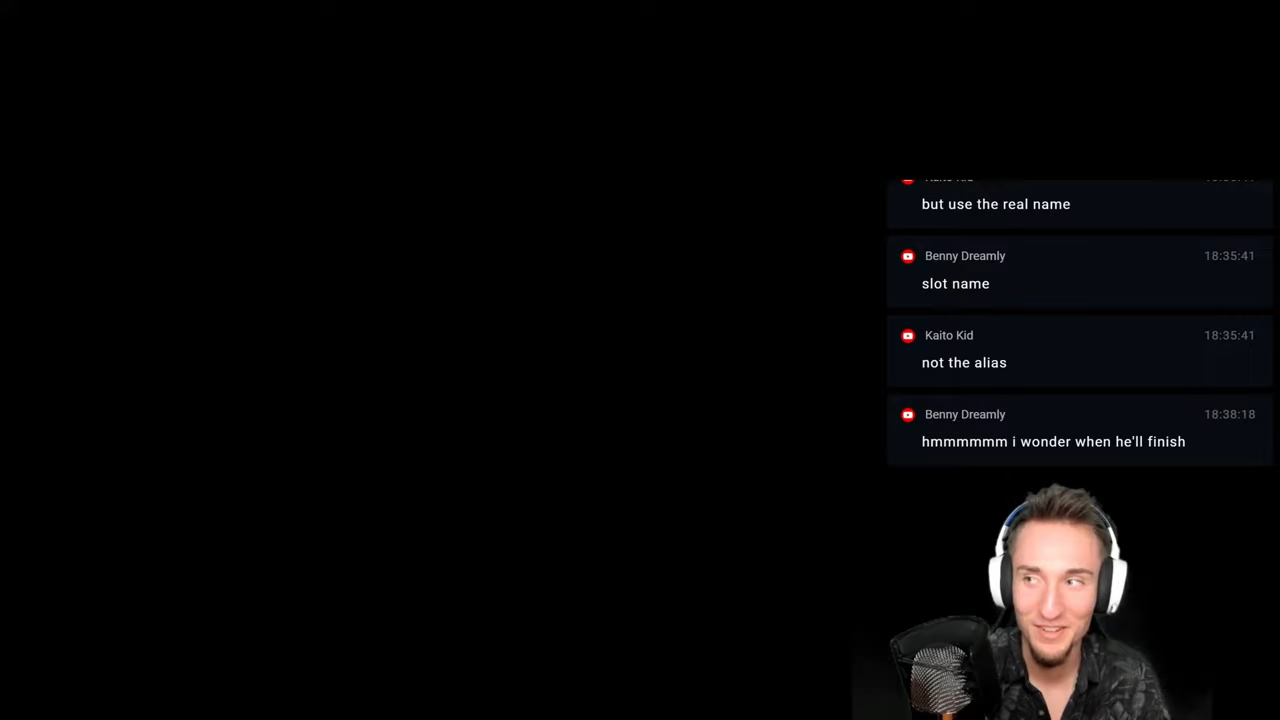 but use the real name
Benny Dreamly 18:35:41
slot name
Kaito Kid 18:35:41
not the alias
Benny Dreamly 18:38:18
hmmmmmm i wonder when he'll finish